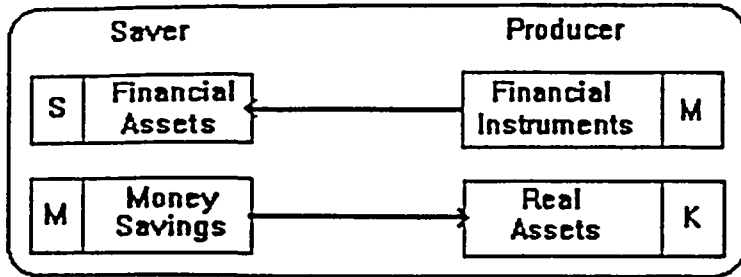 Saver Producer
S Financial Assets Financial Instruments M
M Money Savings Real Assets K